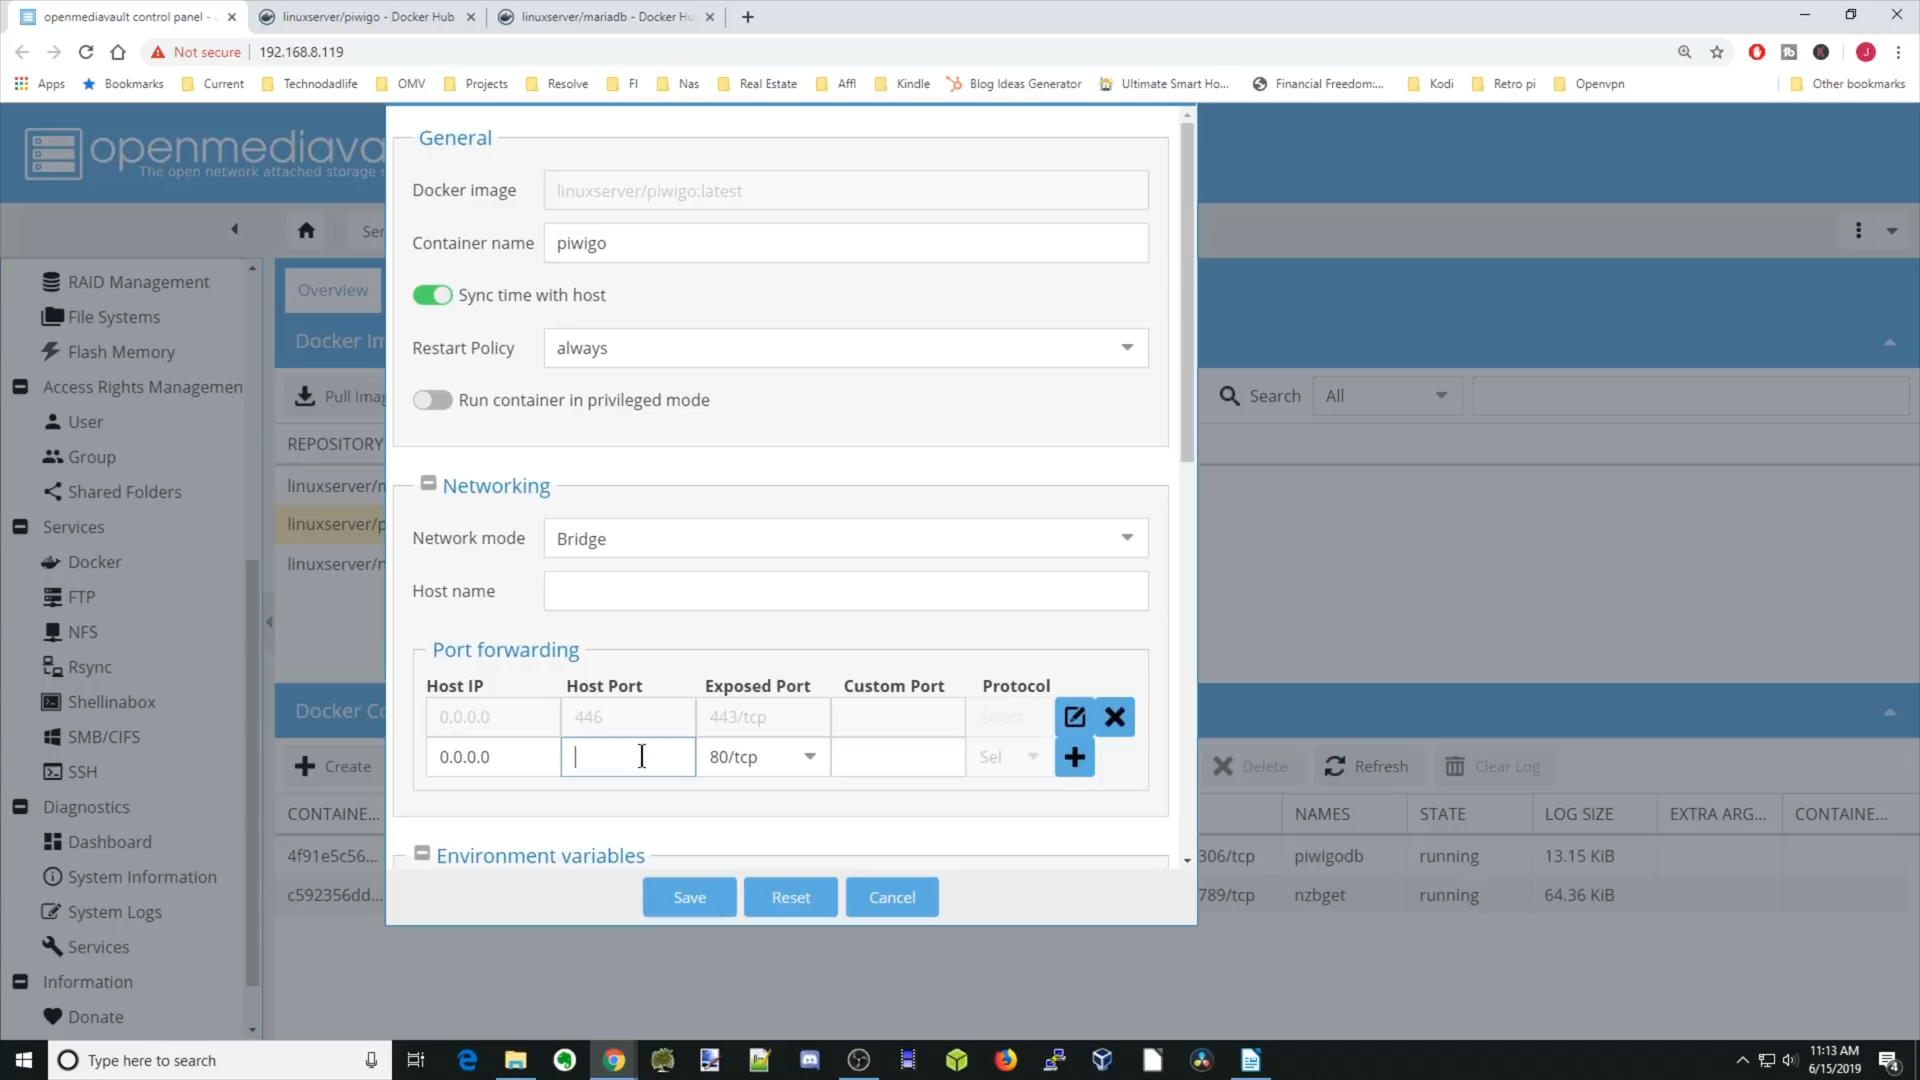 openmediavault control panel - 
linuxserver/piwigo - Docker Hub
linuxserver/mariadb - Docker Hu
Not secure
192.168.8.119
Apps
Bookmarks
Current
Technodadlife
OMV
Projects
Resolve
FI
Nas
Real Estate
Affl
Kindle
Blog Ideas Generator
Ultimate Smart Ho...
Financial Freedom:...
Kodi
Retro pi
Openvpn
Other bookmarks
openmediava
The open network attached storage s
Ser
RAID Management
File Systems
Flash Memory
Access Rights Managemen
User
Group
Shared Folders
Services
Docker
FTP
NFS
Rsync
Shellinabox
SMB/CIFS
SSH
Diagnostics
Dashboard
System Information
System Logs
Services
Information
Donate
Overview
Docker Im
Pull Imag
REPOSITORY
linuxserver/n
linuxserver/p
linuxserver/n
Docker Co
Create
CONTAINE...
4f91e5c56...
c592356dd...
General
Docker image
linuxserver/piwigo:latest
Container name
piwigo
Sync time with host
Restart Policy
always
Run container in privileged mode
Networking
Network mode
Bridge
Host name
Port forwarding
Host IP
Host Port
Exposed Port
Custom Port
Protocol
0.0.0.0
446
443/tcp
Select
0.0.0.0
80/tcp
Sel
Environment variables
Save
Reset
Cancel
Search
All
Delete
Refresh
Clear Log
NAMES
STATE
LOG SIZE
EXTRA ARG...
CONTAINE...
306/tcp
piwigodb
running
13.15 KiB
789/tcp
nzbget
running
64.36 KiB
Type here to search
11:13 AM
6/15/2019
4